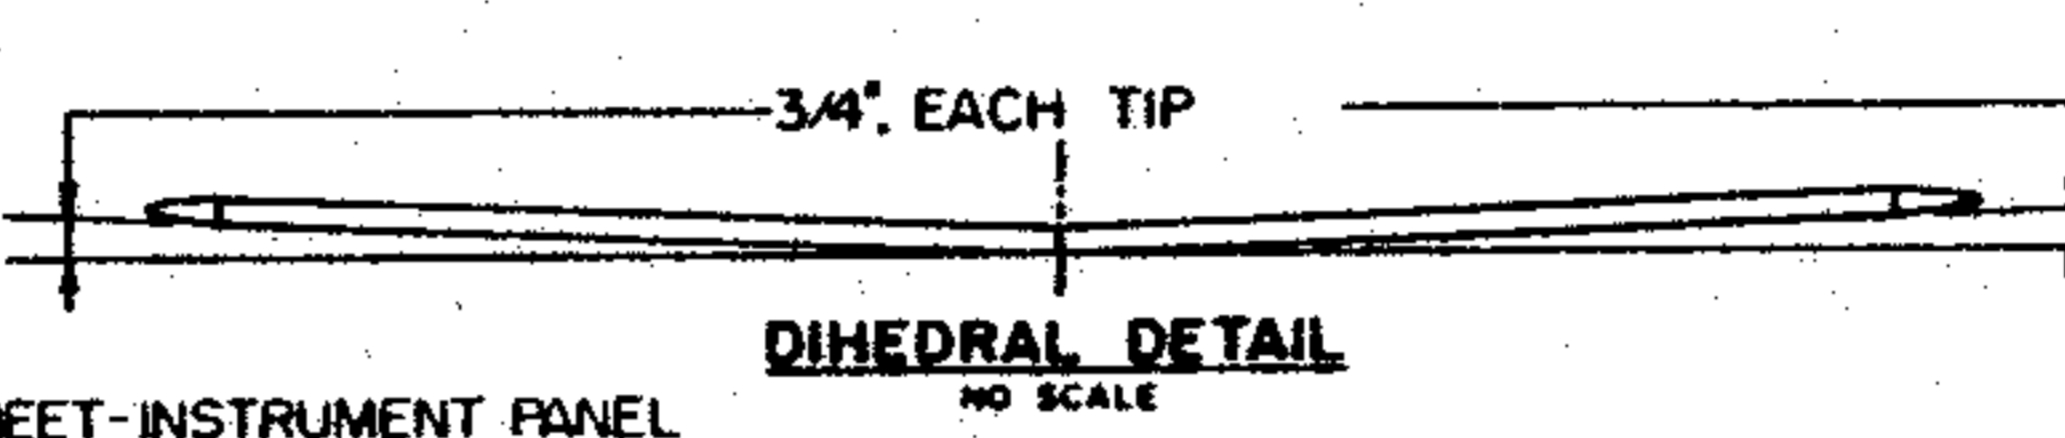 3/4". EACH TIP
DIHEDRAL DETAIL
NO SCALE
EET-INSTRUMENT PANEL